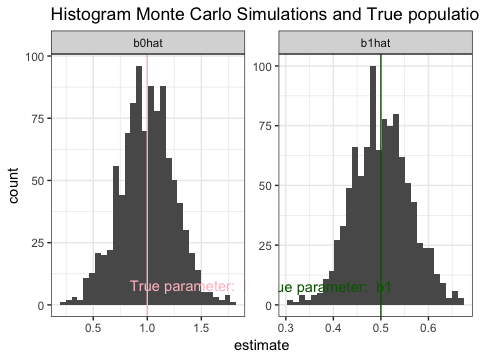 Histogram Monte Carlo Simulations and True populatio
b0hat
b1hat
100
75
50
25
0
count
True parameter:
0.5
1.0
1.5
100
75
50
25
0
ue parameter: b1
0.3
0.4
0.5
0.6
estimate